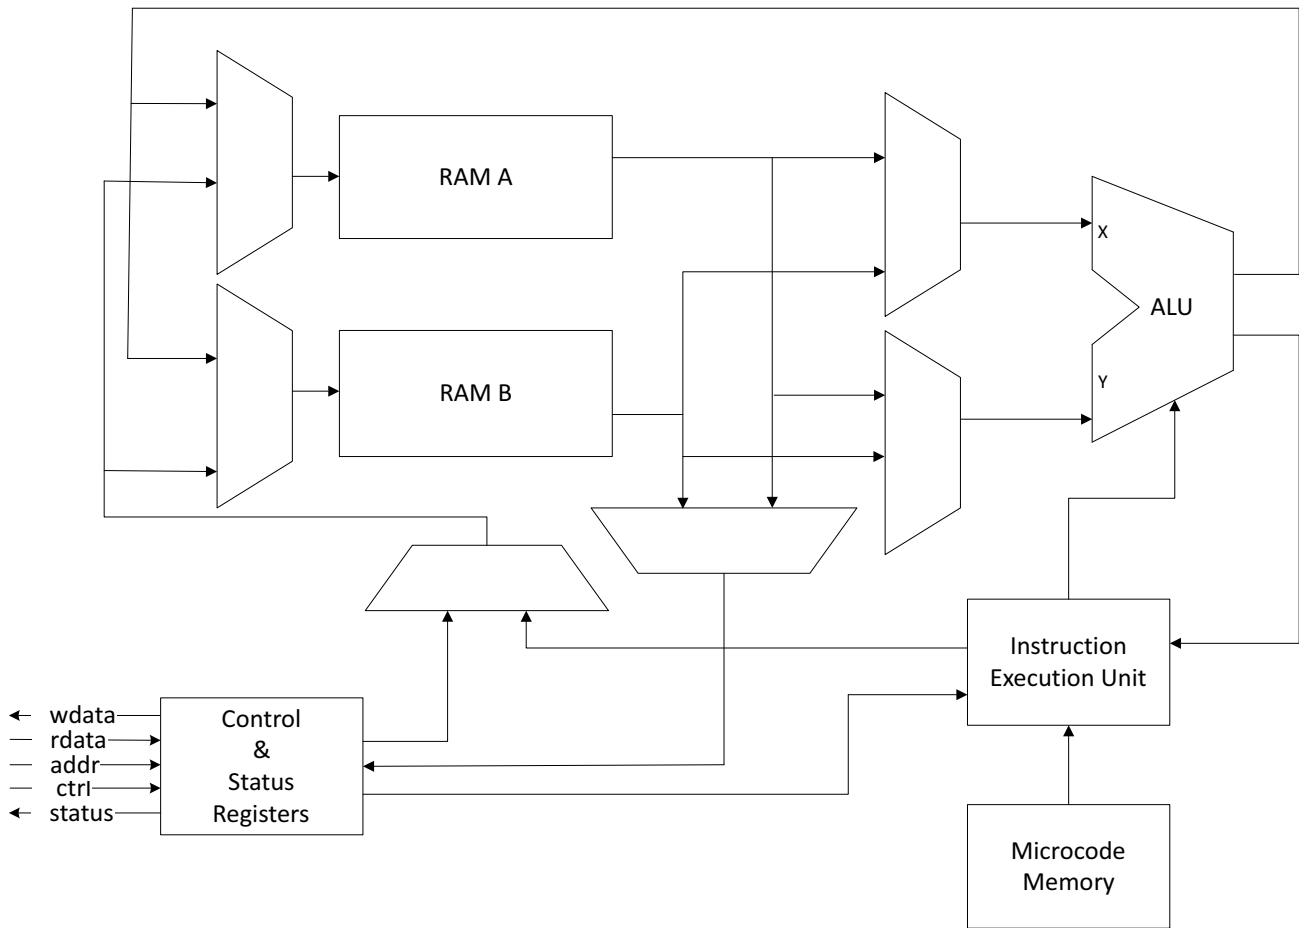 RAM A
X
ALU
RAM B
Y
Instruction
Execution Unit
wdata
rdata
addr
ctrl
status
Control
&
Status
Registers
Microcode
Memory